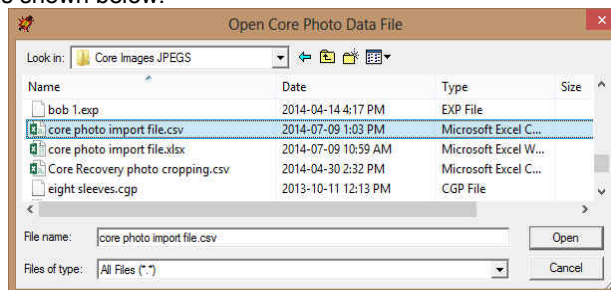 shown below.
Open Core Photo Data File
Look in: Core Images JPEGS
Name Date Type Size
bob 1.exp 2014-04-14 4:17 PM EXP File
core photo import file.csv 2014-07-09 1:03 PM Microsoft Excel C...
core photo import file.xlsx 2014-07-09 10:59 AM Microsoft Excel W...
Core Recovery photo cropping.csv 2014-04-30 2:32 PM Microsoft Excel C...
eight sleeves.cgp 2013-10-11 12:13 PM CGP File
File name: core photo import file.csv Open
Files of type: All Files (*.*) Cancel